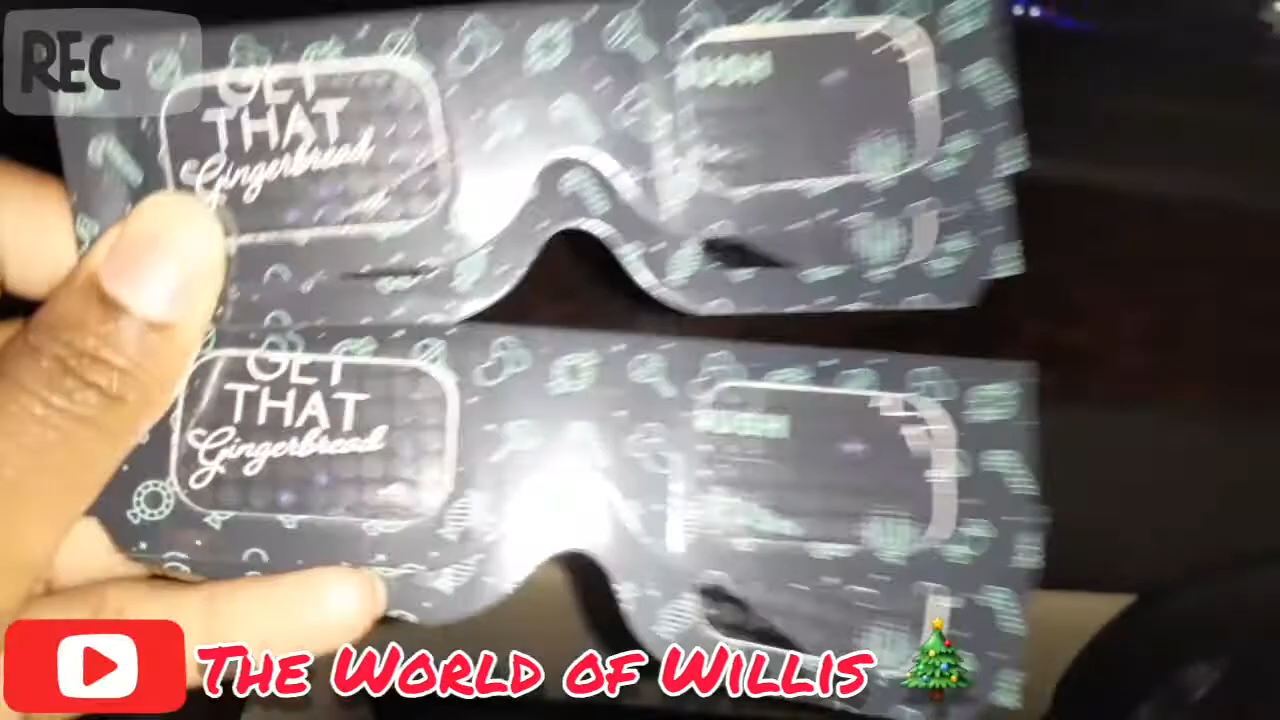 REC
GET
THAT
Gingerbread
GET
THAT
Gingerbread
THE WORLD OF WILLIS